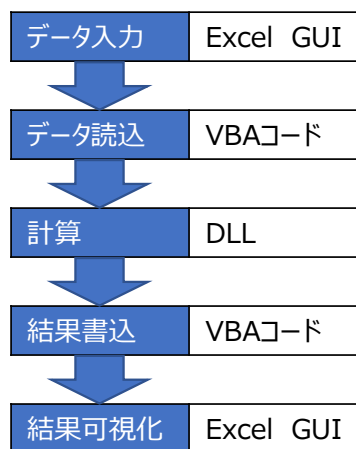 データ入力 Excel GUI
データ読込 VBAコード
計算 DLL
結果書込 VBAコード
結果可視化 Excel GUI